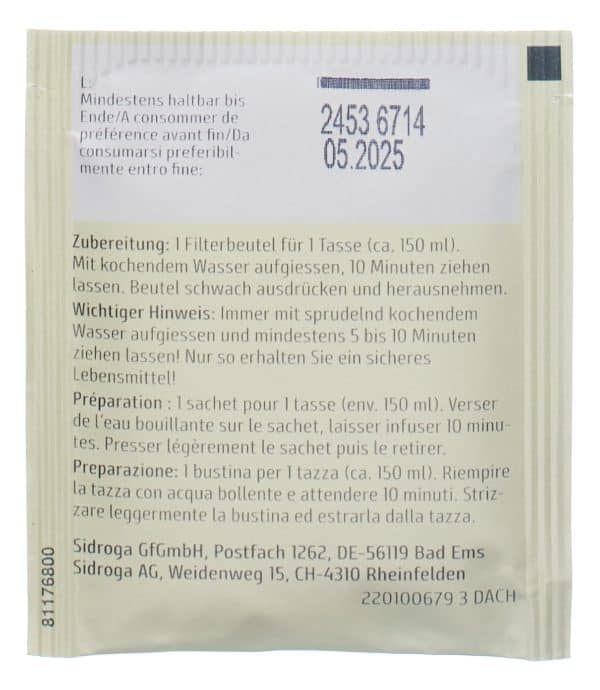 L:
Mindestens haltbar bis
Ende/A consommer de
préférence avant fin/Da
consumarsi preferibil-
mente entro fine:
2453 6714
05.2025
Zubereitung: 1 Filterbeutel für 1 Tasse (ca. 150 ml).
Mit kochendem Wasser aufgiessen, 10 Minuten ziehen
lassen. Beutel schwach ausdrücken und herausnehmen.
Wichtiger Hinweis: Immer mit sprudelnd kochendem
Wasser aufgiessen und mindestens 5 bis 10 Minuten
ziehen lassen! Nur so erhalten Sie ein sicheres
Lebensmittel!
Préparation : 1 sachet pour 1 tasse (env. 150 ml). Verser
de l'eau bouillante sur le sachet, laisser infuser 10 minu-
tes. Presser légèrement le sachet puis le retirer.
Preparazione: 1 bustina per 1 tazza (ca. 150 ml). Riempire
la tazza con acqua bollente e attendere 10 minuti. Striz-
zare leggermente la bustina ed estrarla dalla tazza.
Sidroga GfGmbH, Postfach 1262, DE-56119 Bad Ems
Sidroga AG, Weidenweg 15, CH-4310 Rheinfelden
220100679 3 DACH
81176800